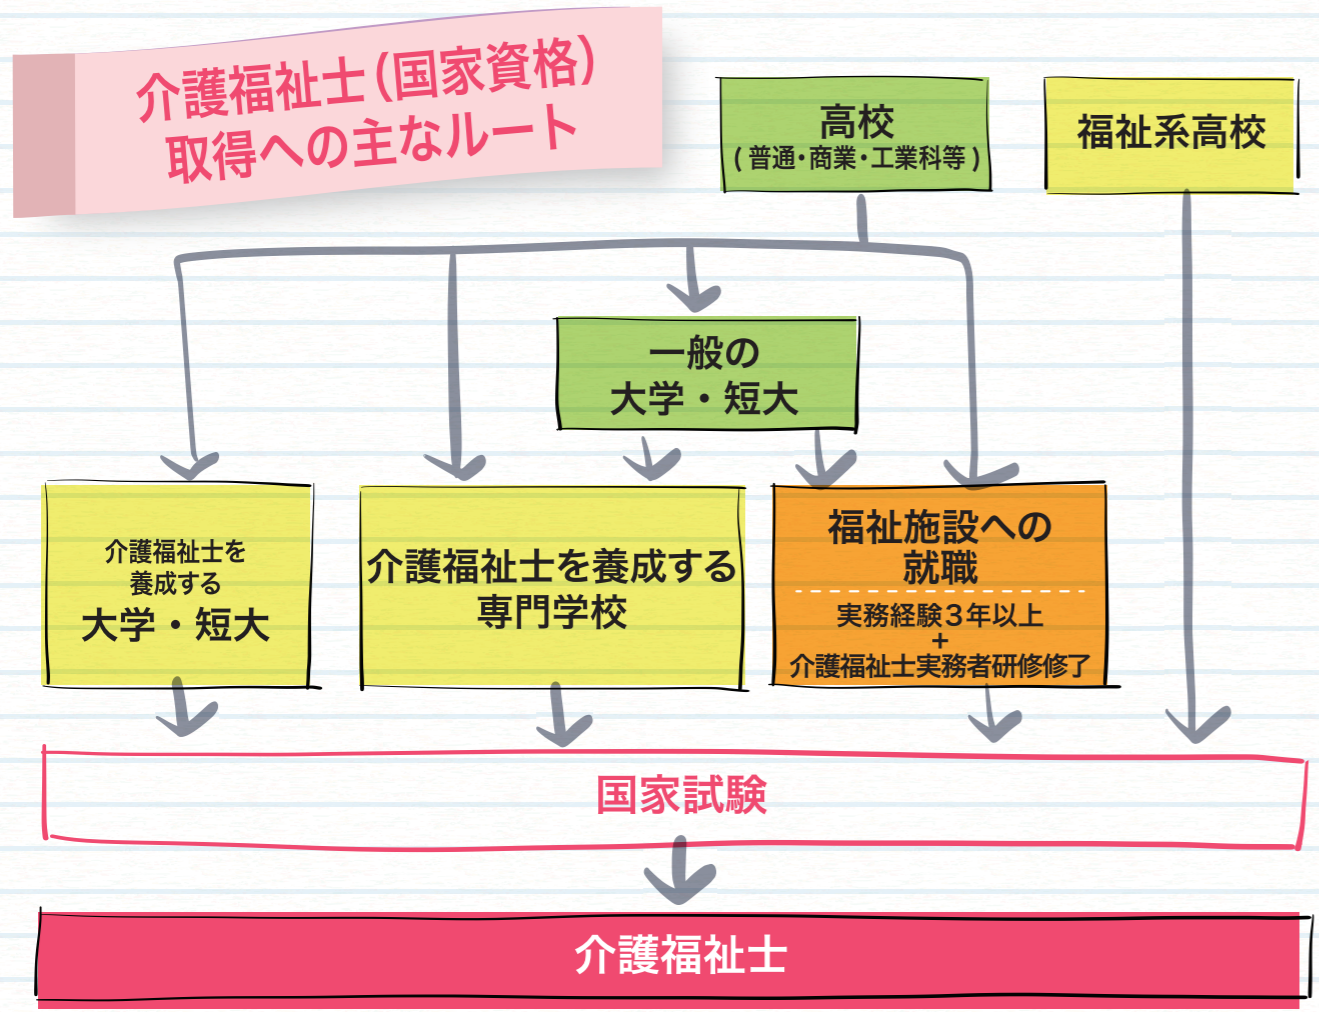 介護福祉士(国家資格)
取得への主なルート
高校
(普通・商業・工業科等)
福祉系高校
一般の
大学・短大
介護福祉士を
養成する
大学・短大
介護福祉士を養成する
専門学校
福祉施設への
就職
実務経験3年以上
+
介護福祉士実務者研修修了
国家試験
介護福祉士